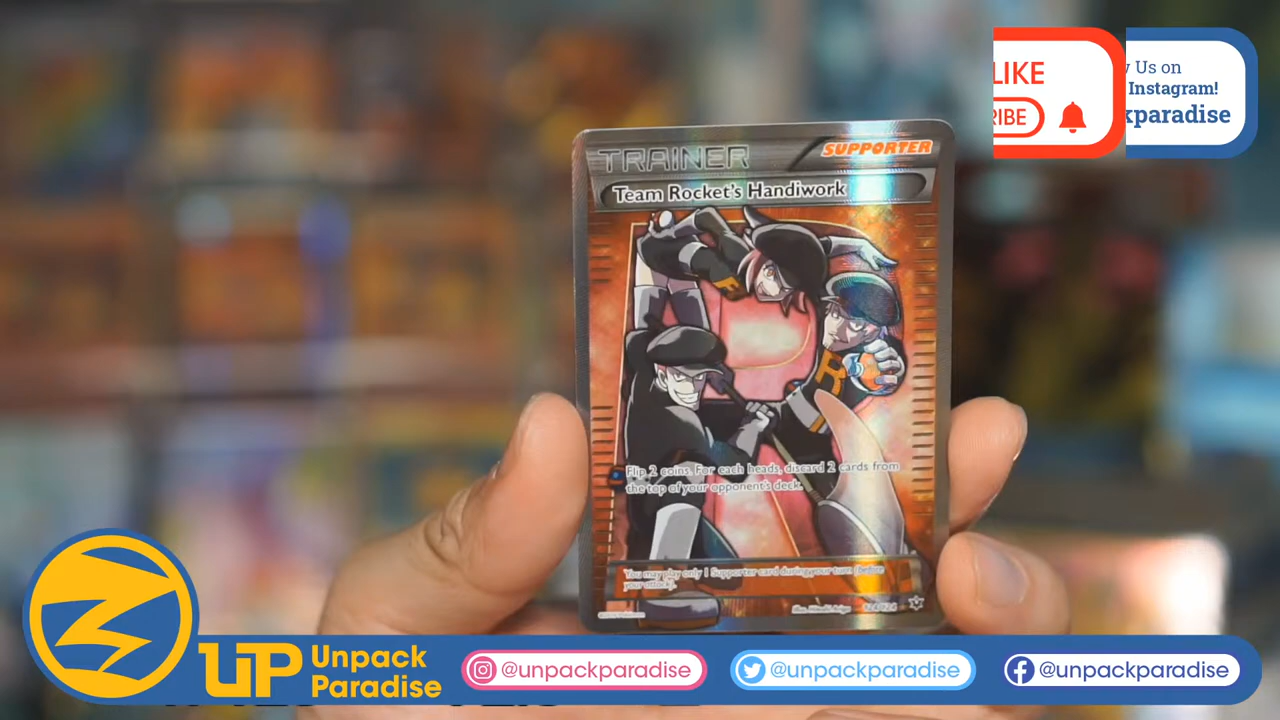 LIKE
RIBE
Us on
Instagram!
kparadise
TRAINER
SUPPORTER
Team Rocket's Handiwork
R
Flip 2 coins. For each heads, discard 2 cards from
the top of your opponent's deck.
You may play only 1 Supporter card during your turn (before
your attack).
UP
Unpack
Paradise
@unpackparadise
@unpackparadise
@unpackparadise